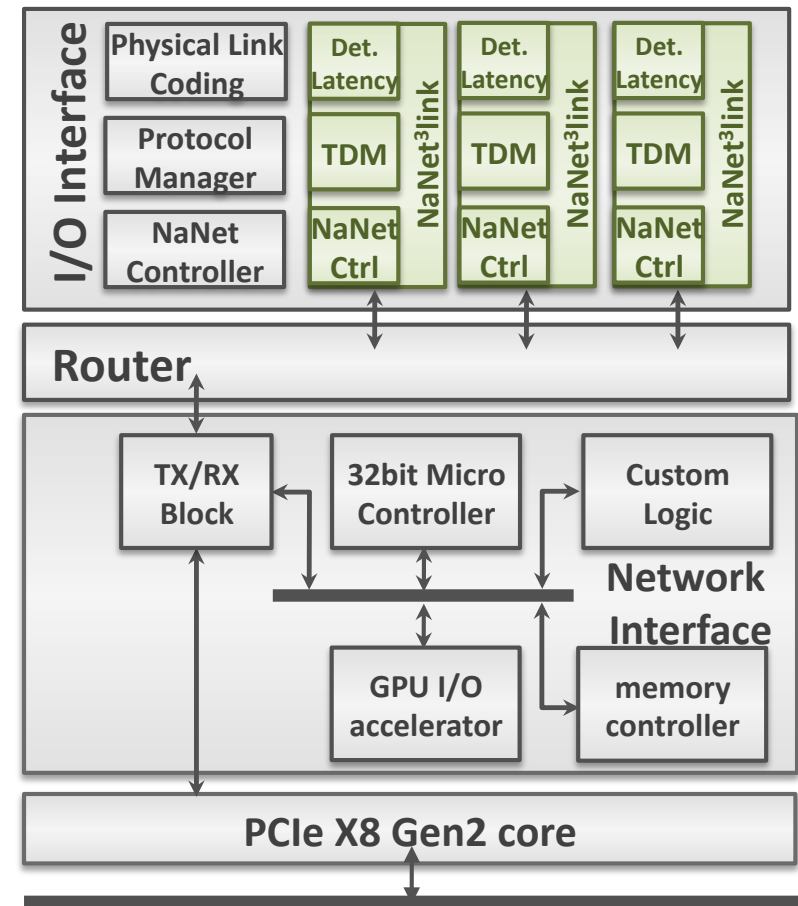 I/O Interface
Physical Link
Coding
Protocol
Manager
NaNet
Controller
Det.
Latency
TDM
NaNet
Ctrl
NaNet³link
Det.
Latency
TDM
NaNet
Ctrl
NaNet³link
Det.
Latency
TDM
NaNet
Ctrl
NaNet³link
Router
TX/RX
Block
32bit Micro
Controller
Custom
Logic
Network
Interface
GPU I/O
accelerator
memory
controller
PCIe X8 Gen2 core